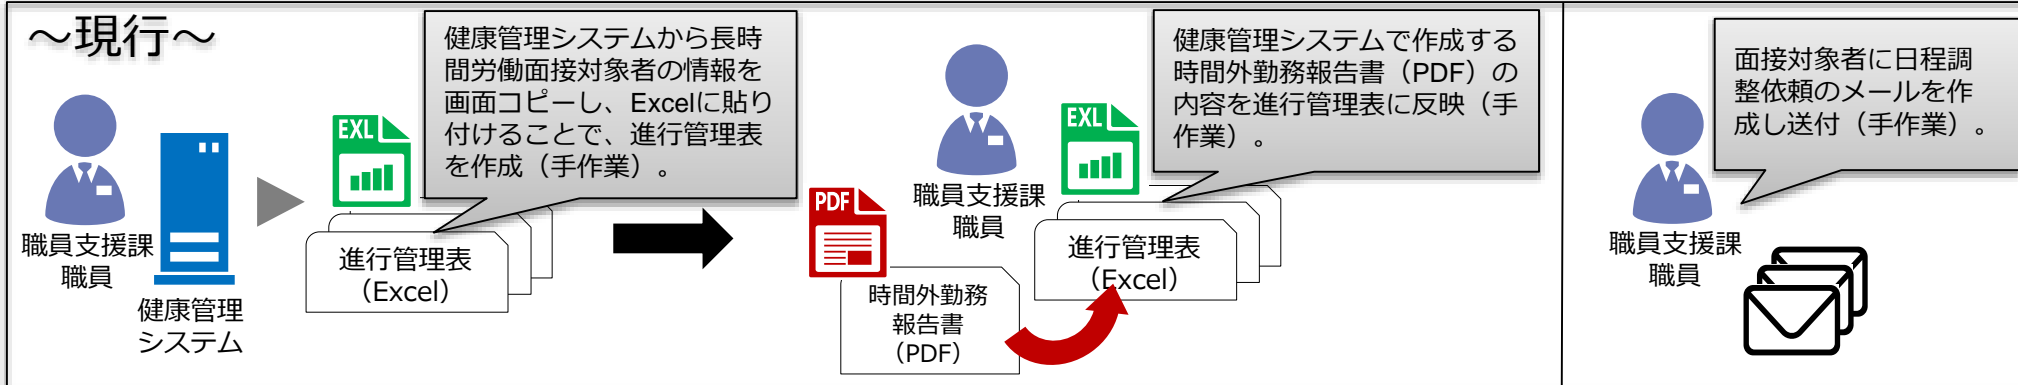 ～現行～
健康管理システムから長時
間労働面接対象者の情報を
画面コピーし、Excelに貼り
付けることで、進行管理表
を作成（手作業）。
EXL
職員支援課
職員
健康管理
システム
進行管理表
（Excel）
健康管理システムで作成する
時間外勤務報告書（PDF）の
内容を進行管理表に反映（手
作業）。
EXL
職員支援課
職員
PDF
進行管理表
（Excel）
時間外勤務
報告書
（PDF）
面接対象者に日程調
整依頼のメールを作
成し送付（手作業）。
職員支援課
職員